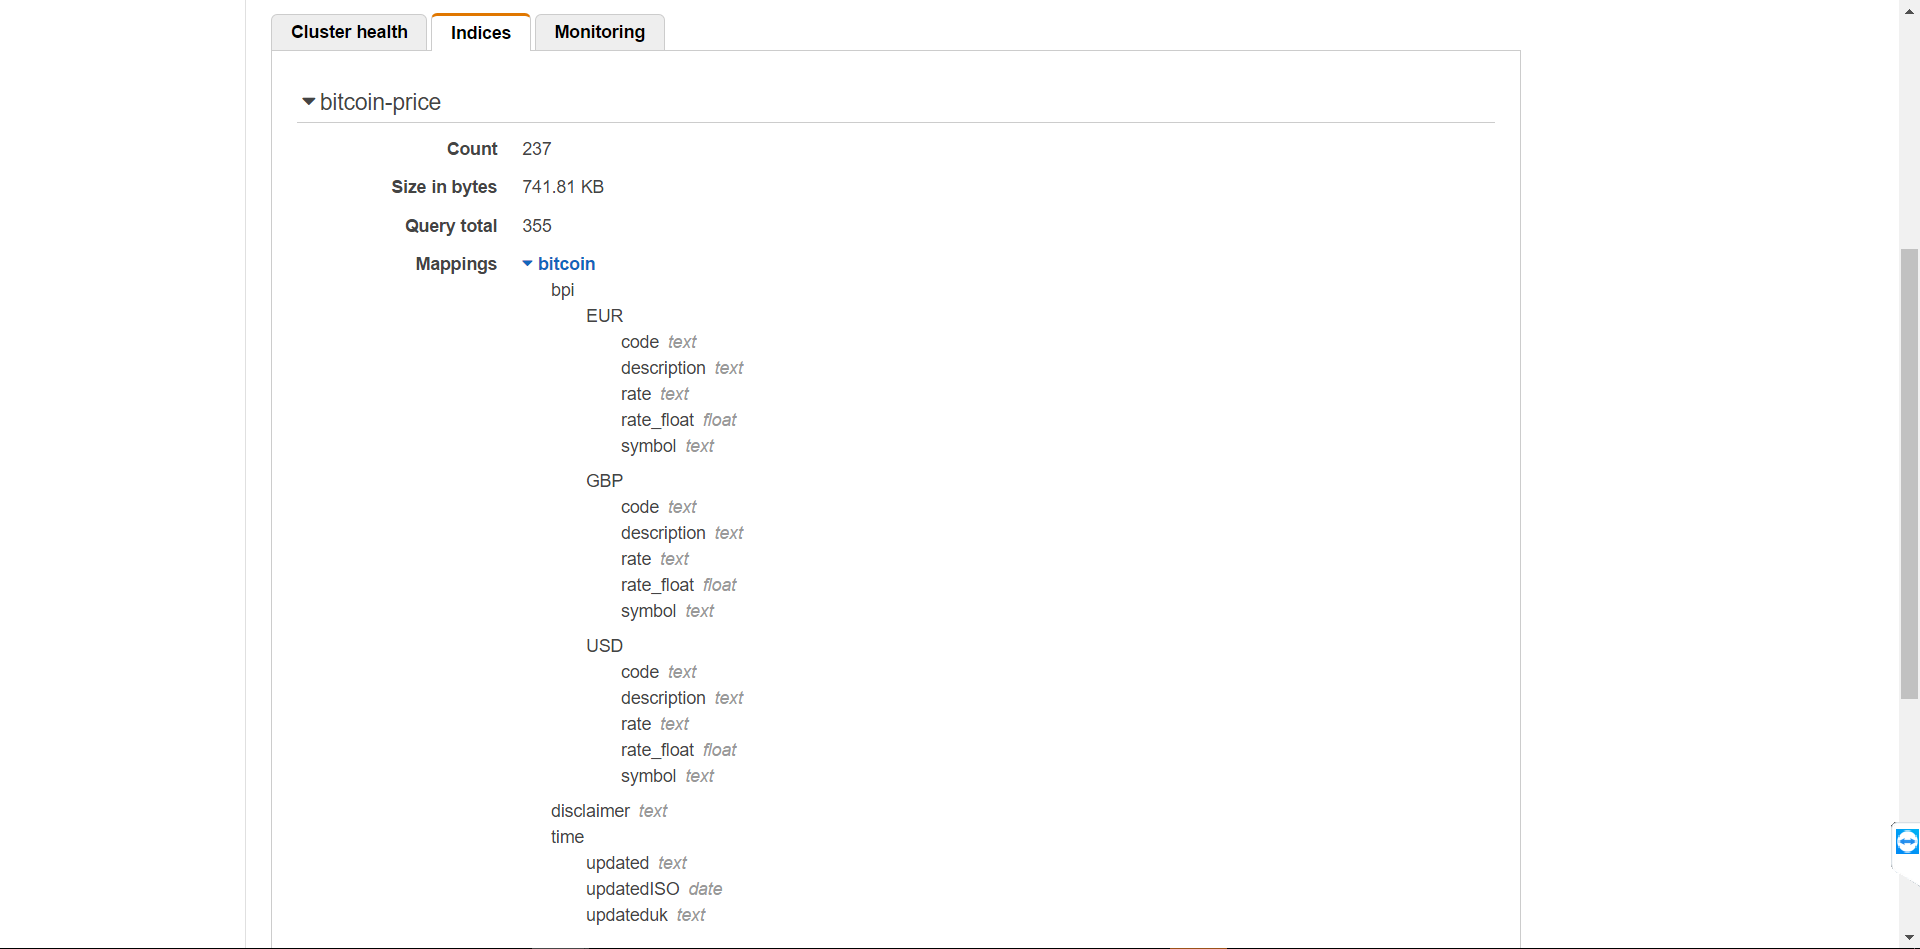 Cluster health Indices Monitoring
bitcoin-price
Count 237
Size in bytes 741.81 KB
Query total 355
Mappings bitcoin
bpi
EUR
code text
description text
rate text
rate_float float
symbol text
GBP
code text
description text
rate text
rate_float float
symbol text
USD
code text
description text
rate text
rate_float float
symbol text
disclaimer text
time
updated text
updatedISO date
updateduk text